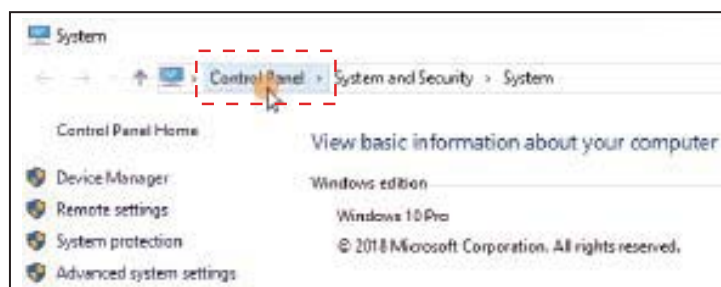 System
Control Panel › System and Security › System
Control Panel Home
View basic information about your computer
Device Manager
Windows edition
Remote settings
Windows 10 Pro
System protection
© 2018 Microsoft Corporation. All rights reserved.
Advanced system settings